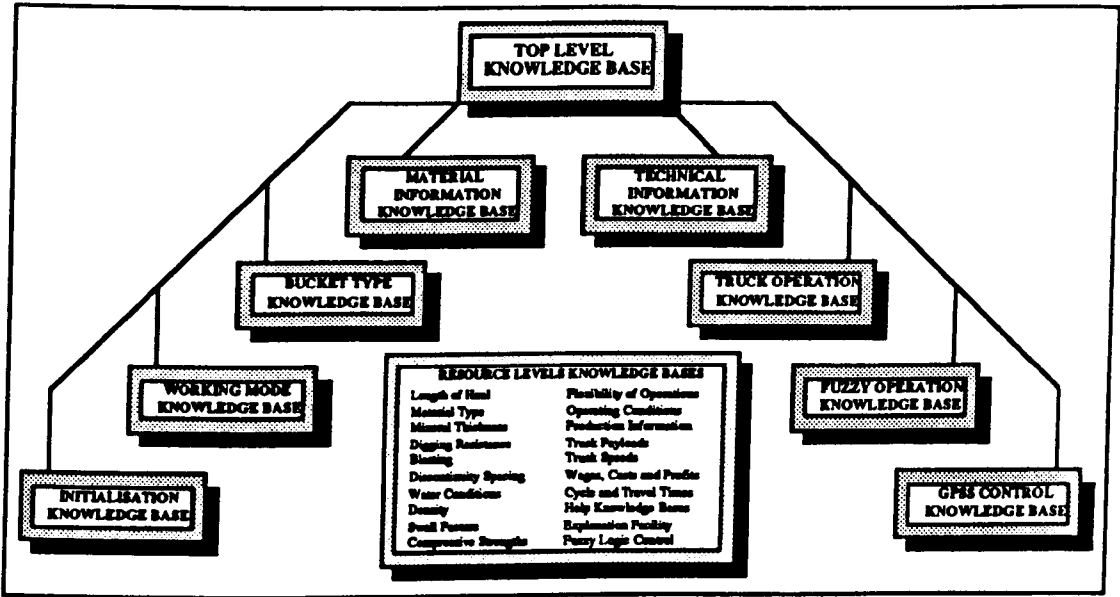 TOP LEVEL
KNOWLEDGE BASE
MATERIAL
INFORMATION
KNOWLEDGE BASE
TECHNICAL
INFORMATION
KNOWLEDGE BASE
BUCKET TYPE
KNOWLEDGE BASE
TRUCK OPERATION
KNOWLEDGE BASE
WORKING MODE
KNOWLEDGE BASE
FUZZY OPERATION
KNOWLEDGE BASE
INITIALISATION
KNOWLEDGE BASE
GPSS CONTROL
KNOWLEDGE BASE
RESOURCE LEVELS KNOWLEDGE BASES
Length of Haul
Material Type
Mineral Thickness
Digging Resistance
Blasting
Discontinuity Spacing
Water Conditions
Density
Swell Factors
Compressive Strengths
Flexibility of Operations
Operating Conditions
Production Information
Truck Payloads
Truck Speeds
Wages, Costs and Profits
Cycle and Travel Times
Help Knowledge Bases
Explanation Facility
Fuzzy Logic Control